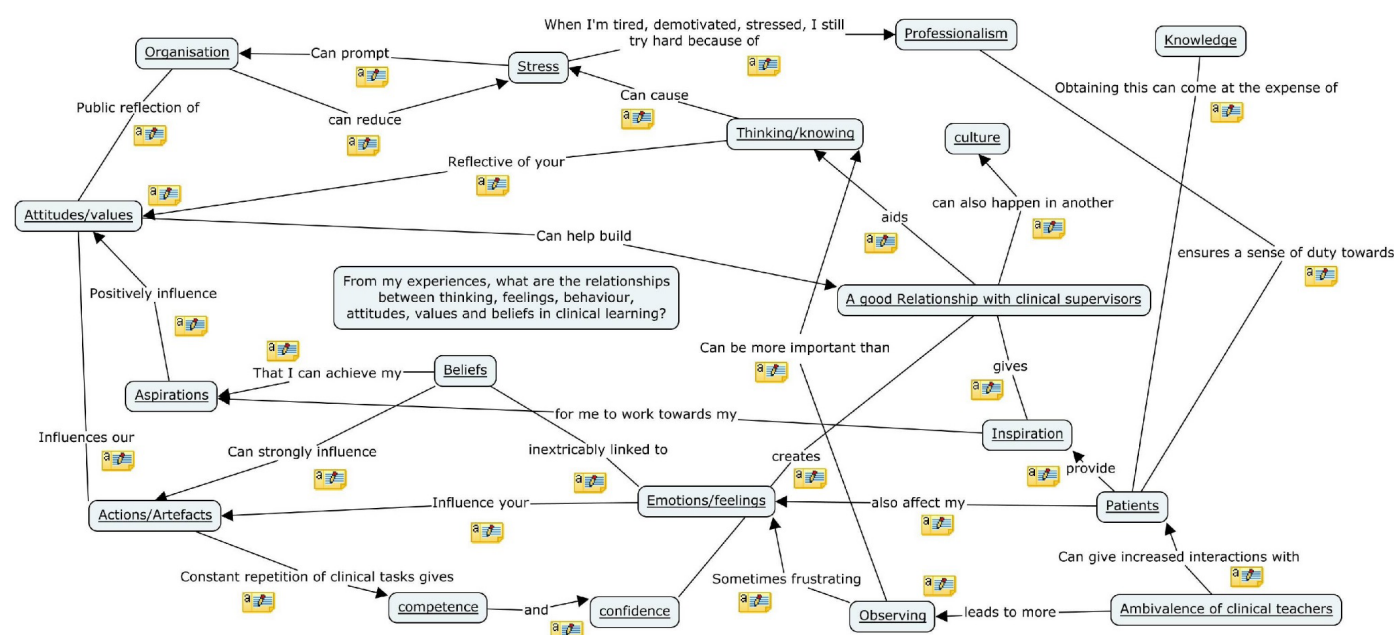 When I'm tired, demotivated, stressed, I still
try hard because of
Professionalism
Knowledge
Organisation
Can prompt
Stress
Obtaining this can come at the expense of
Can cause
Public reflection of
can reduce
Thinking/knowing
culture
Reflective of your
Attitudes/values
can also happen in another
aids
Can help build
ensures a sense of duty towards
From my experiences, what are the relationships
between thinking, feelings, behaviour,
attitudes, values and beliefs in clinical learning?
Positively influence
A good Relationship with clinical supervisors
Can be more important than
That I can achieve my
Beliefs
gives
Aspirations
for me to work towards my
Inspiration
Influences our
Can strongly influence
inextricably linked to
creates
provide
Actions/Artefacts
Influence your
Emotions/feelings
also affect my
Patients
Can give increased interactions with
Constant repetition of clinical tasks gives
Sometimes frustrating
competence
and
confidence
Observing
leads to more
Ambivalence of clinical teachers